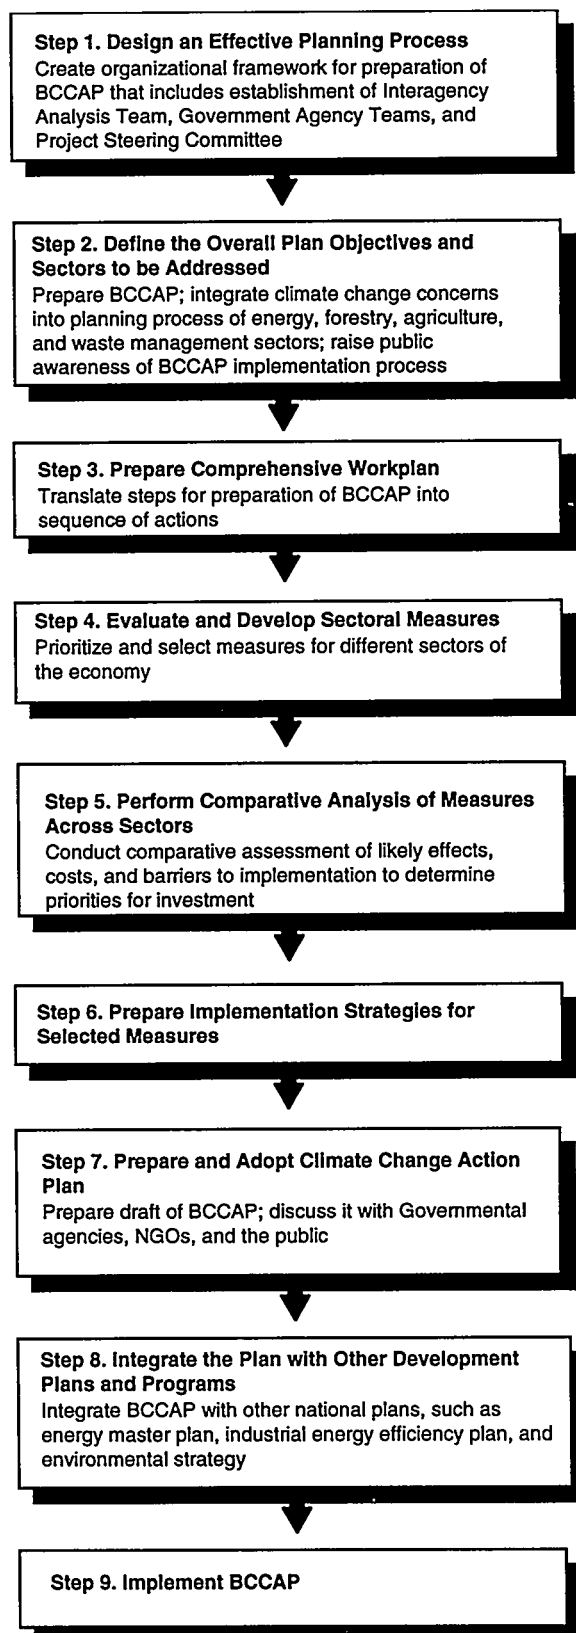 Step 1. Design an Effective Planning Process
Create organizational framework for preparation of
BCCAP that includes establishment of Interagency
Analysis Team, Government Agency Teams, and
Project Steering Committee
Step 2. Define the Overall Plan Objectives and
Sectors to be Addressed
Prepare BCCAP; integrate climate change concerns
into planning process of energy, forestry, agriculture,
and waste management sectors; raise public
awareness of BCCAP implementation process
Step 3. Prepare Comprehensive Workplan
Translate steps for preparation of BCCAP into
sequence of actions
Step 4. Evaluate and Develop Sectoral Measures
Prioritize and select measures for different sectors of
the economy
Step 5. Perform Comparative Analysis of Measures
Across Sectors
Conduct comparative assessment of likely effects,
costs, and barriers to implementation to determine
priorities for investment
Step 6. Prepare Implementation Strategies for
Selected Measures
Step 7. Prepare and Adopt Climate Change Action
Plan
Prepare draft of BCCAP; discuss it with Governmental
agencies, NGOs, and the public
Step 8. Integrate the Plan with Other Development
Plans and Programs
Integrate BCCAP with other national plans, such as
energy master plan, industrial energy efficiency plan, and
environmental strategy
Step 9. Implement BCCAP